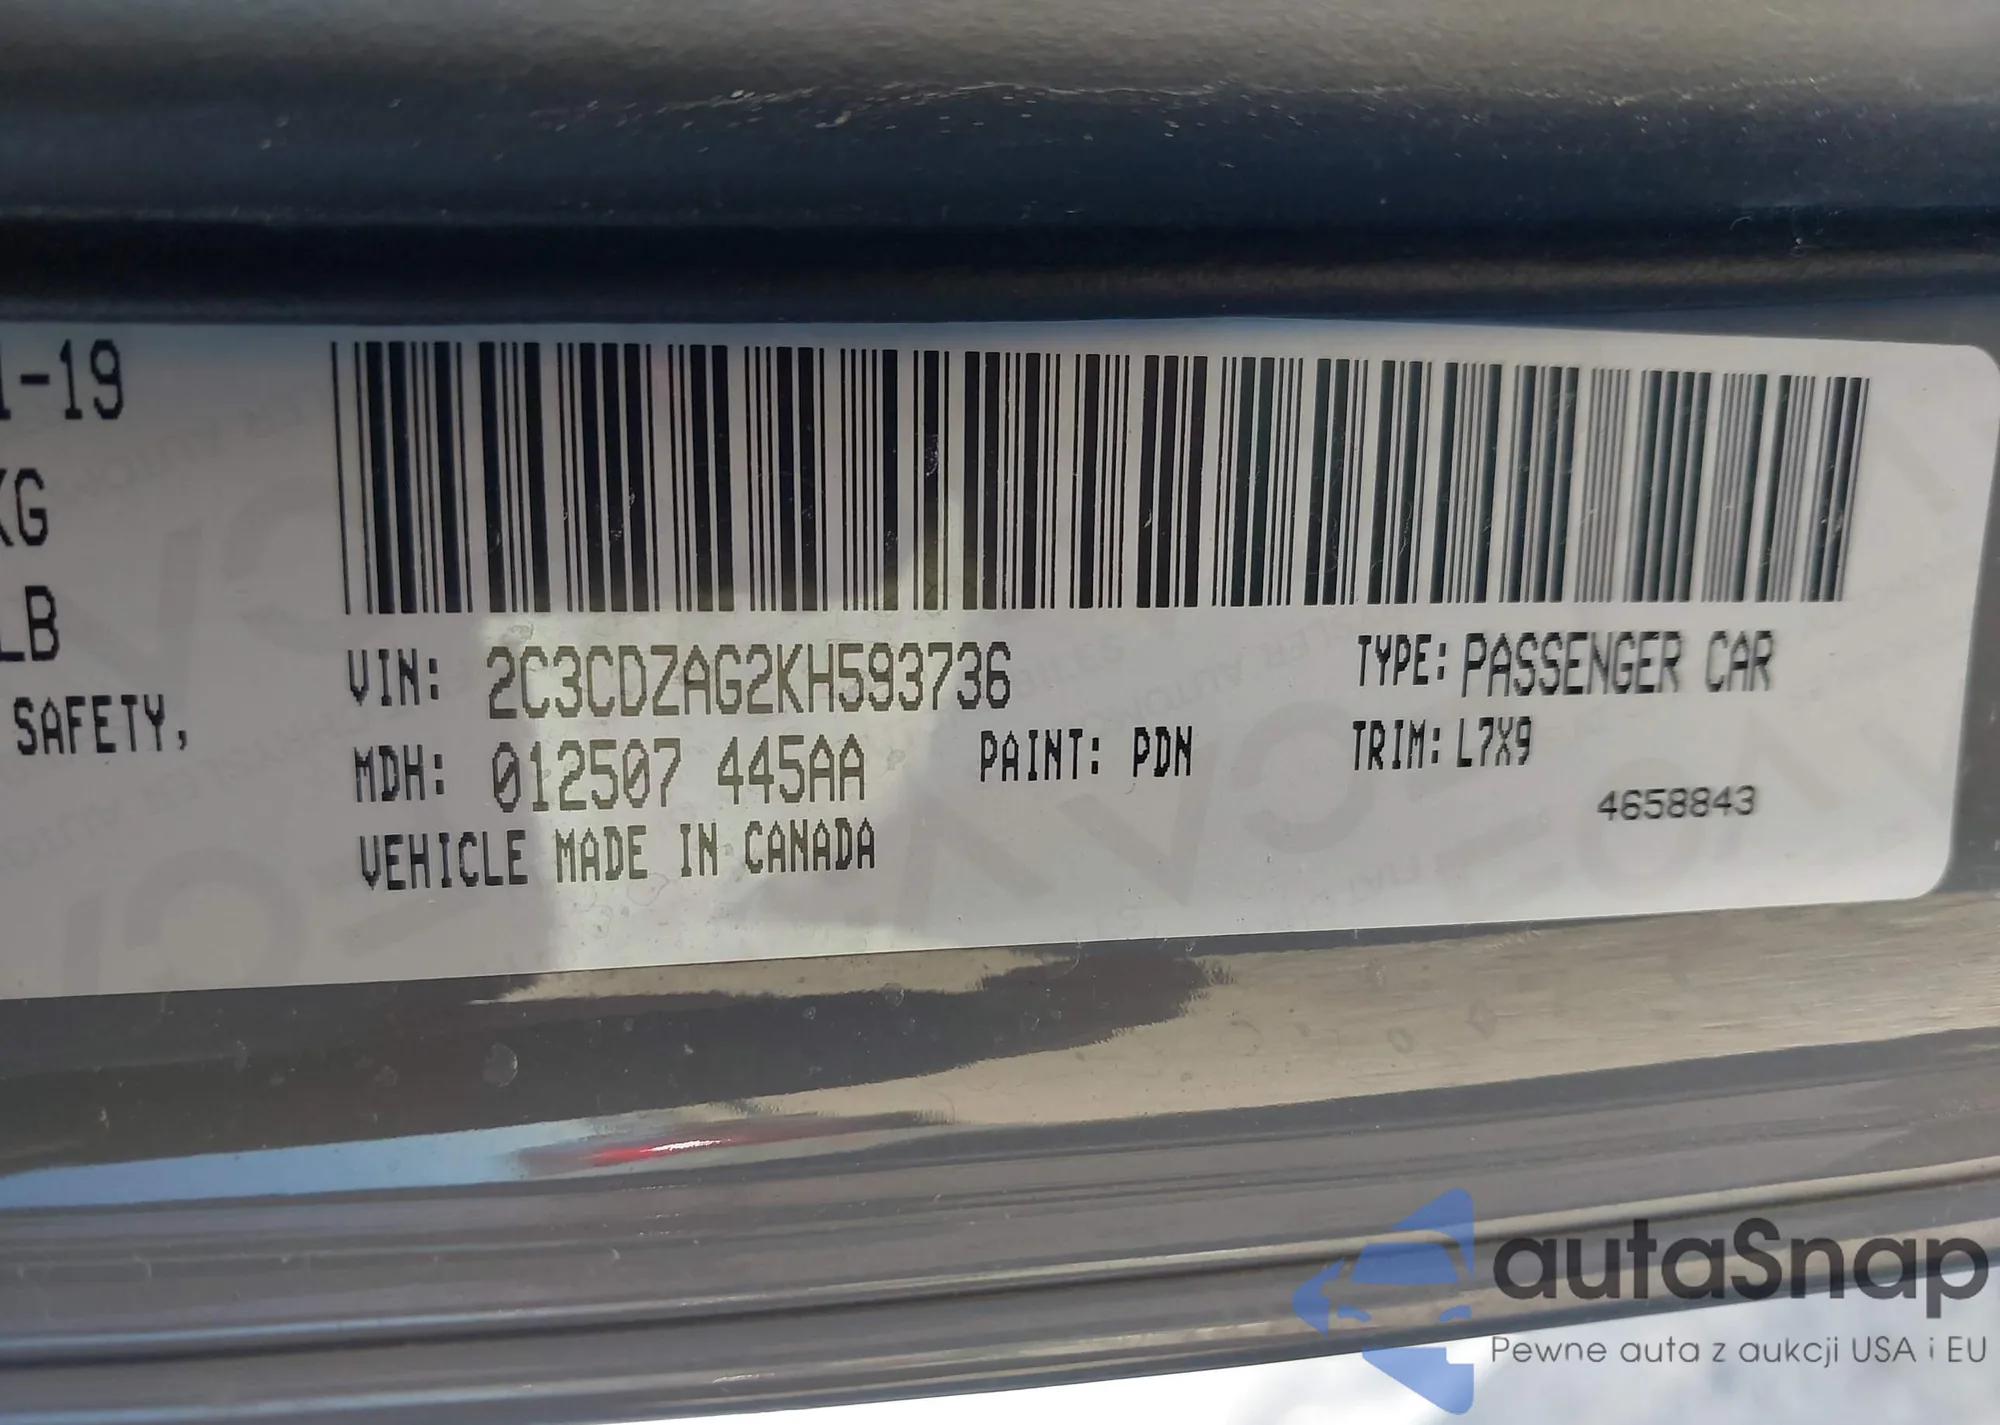 1-19
KG
LB
SAFETY,
VIN: 2C3CDZAG2KH593736
TYPE: PASSENGER CAR
MDH: 012507 445AA
PAINT: PDN
TRIM: L7X9
4658843
VEHICLE MADE IN CANADA
autaSnap
Pewne auta z aukcji USA i EU